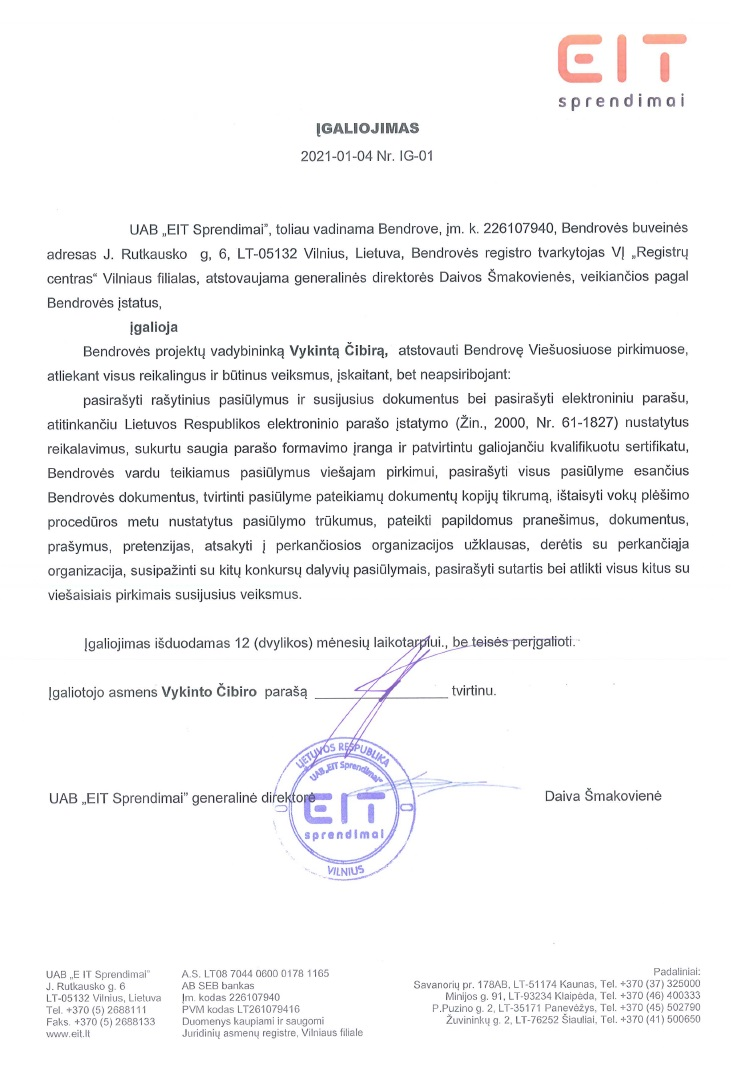 EIT
sprendimai
ĮGALIOJIMAS
2021-01-04 Nr. IG-01
UAB „EIT Sprendimai”, toliau vadinama Bendrove, įm. k. 226107940, Bendrovės buveinės
adresas J. Rutkausko g, 6, LT-05132 Vilnius, Lietuva, Bendrovės registro tvarkytojas VĮ „Registrų
centras“ Vilniaus filialas, atstovaujama generalinės direktorės Daivos Šmakovienės, veikiančios pagal
Bendrovės įstatus,
įgalioja
Bendrovės projektų vadybininką Vykintą Čibirą, atstovauti Bendrovę Viešuosiuose pirkimuose,
atliekant visus reikalingus ir būtinus veiksmus, įskaitant, bet neapsiribojant:
pasirašyti rašytinius pasiūlymus ir susijusius dokumentus bei pasirašyti elektroniniu parašu,
atitinkančiu Lietuvos Respulikos elektroninio parašo įstatymo (Žin., 2000, Nr. 61-1827) nustatytus
reikalavimus, sukurtu saugia parašo formavimo įranga ir patvirtintu galiojančiu kvalifikuotu sertifikatu,
Bendrovės vardu teikiamus pasiūlymus viešajam pirkimui, pasirašyti visus pasiūlyme esančius
Bendrovės dokumentus, tvirtinti pasiūlyme pateikiamų dokumentų kopijų tikrumą, ištaisyti vokų plėšimo
procedūros metu nustatytus pasiūlymo trūkumus, pateikti papildomus pranešimus, dokumentus,
prašymus, pretenzijas, atsakyti į perkančiosios organizacijos užklausas, derėtis su perkančiąja
organizacija, susipažinti su kitų konkursų dalyvių pasiūlymais, pasirašyti sutartis bei atlikti visus kitus su
viešaisiais pirkimais susijusius veiksmus.
Įgaliojimas išduodamas 12 (dvylikos) mėnesių laikotarpiui., be teisės perįgalioti.
Įgaliotojo asmens Vykinto Čibiro parašą ________________ tvirtinu.
LIETUVOS RESPUBLIKA
UAB „EIT Sprendimai"
UAB „EIT Sprendimai” generalinė direktorė Daiva Šmakovienė
EIT
sprendimai
VILNIUS
UAB „E IT Sprendimai”
J. Rutkausko g. 6
LT-05132 Vilnius, Lietuva
Tel. +370 (5) 2688111
Faks. +370 (5) 2688133
www.eit.lt
A.S. LT08 7044 0600 0178 1165
AB SEB bankas
Įm. kodas 226107940
PVM kodas LT261079416
Duomenys kaupiami ir saugomi
Juridinių asmenų registre, Vilniaus filiale
Padaliniai:
Savanorių pr. 178AB, LT-51174 Kaunas, Tel. +370 (37) 325000
Minijos g. 91, LT-93234 Klaipėda, Tel. +370 (46) 400333
P.Puzino g. 2, LT-35171 Panevėžys, Tel. +370 (45) 502790
Žuvininkų g. 2, LT-76252 Šiauliai, Tel. +370 (41) 500650